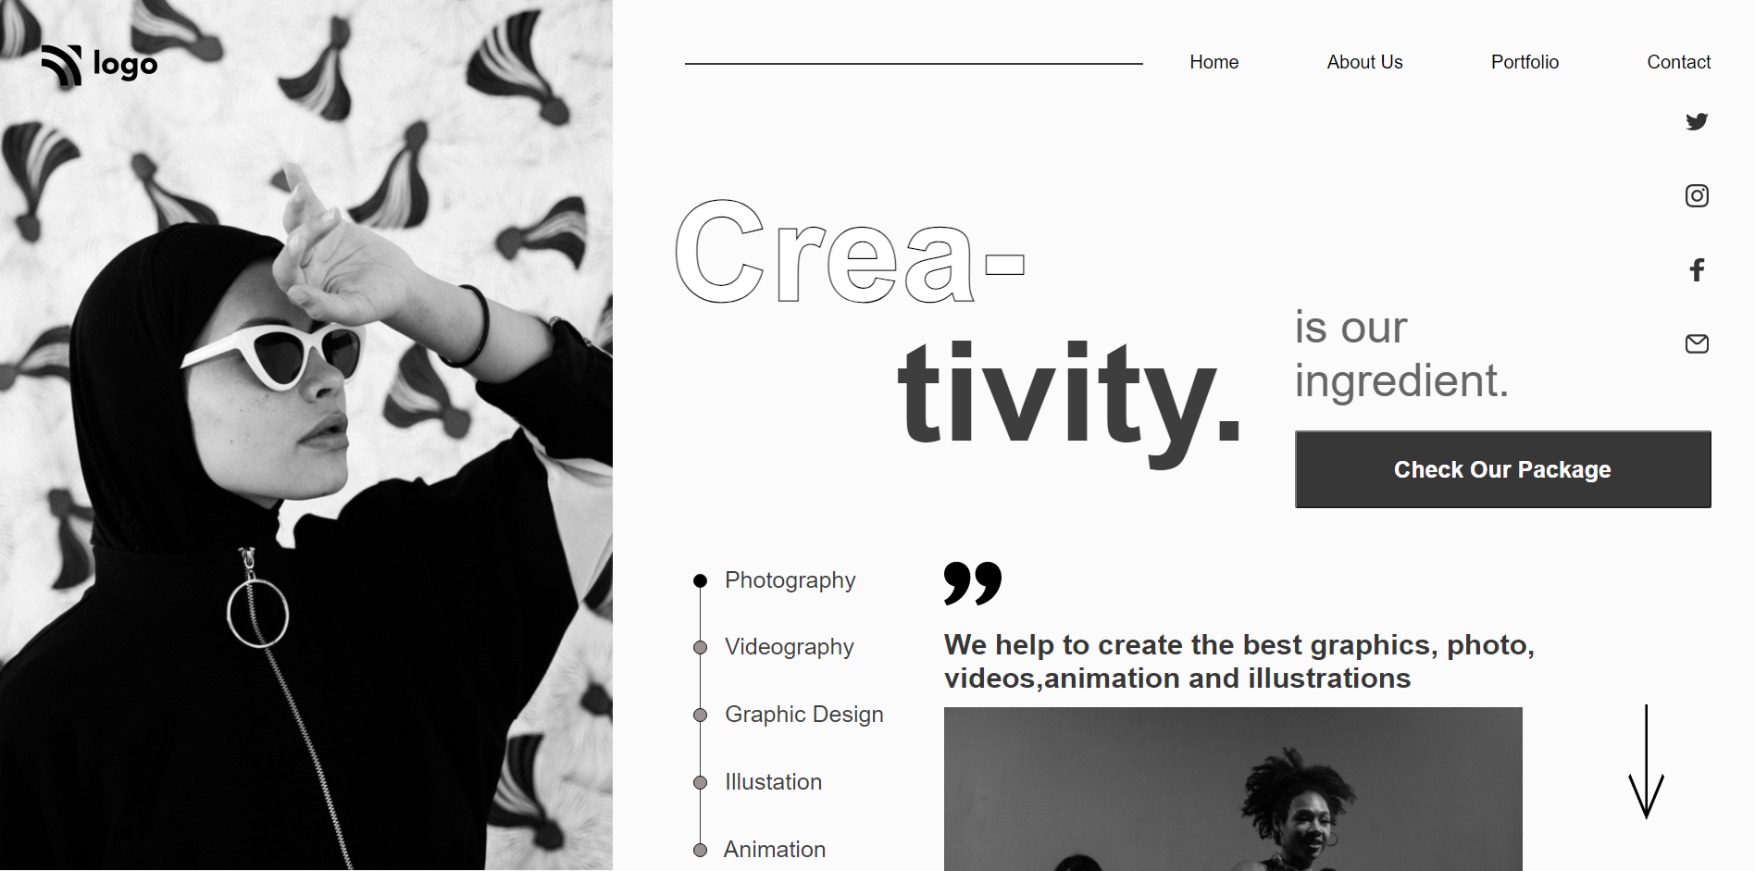 logo
Home
About Us
Portfolio
Contact
Crea-
tivity.
is our
ingredient.
Check Our Package
Photography
Videography
Graphic Design
Illustation
Animation
We help to create the best graphics, photo,
videos,animation and illustrations